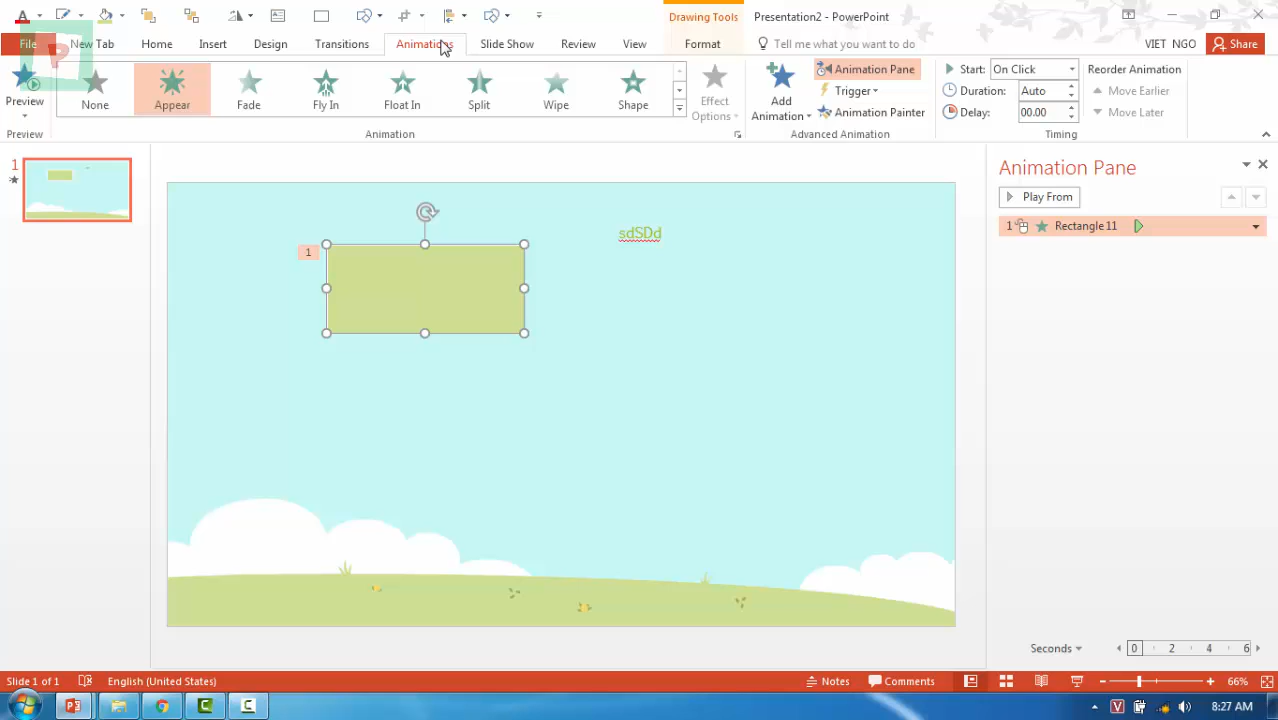 A
Drawing Tools
Presentation2 - PowerPoint
File
New Tab
Home
Insert
Design
Transitions
Animations
Slide Show
Review
View
Format
Tell me what you want to do
VIET NGO
Share
Preview
None
Appear
Fade
Fly In
Float In
Split
Wipe
Shape
Effect
Options
Add
Animation
Animation Pane
Trigger
Animation Painter
Start: On Click
Duration: Auto
Delay: 00.00
Reorder Animation
Move Earlier
Move Later
Preview
Animation
Advanced Animation
Timing
1
1
sdSDd
Animation Pane
Play From
1 Rectangle 11
Seconds
0 2 4 6
Slide 1 of 1
English (United States)
Notes
Comments
66%
V
8:27 AM